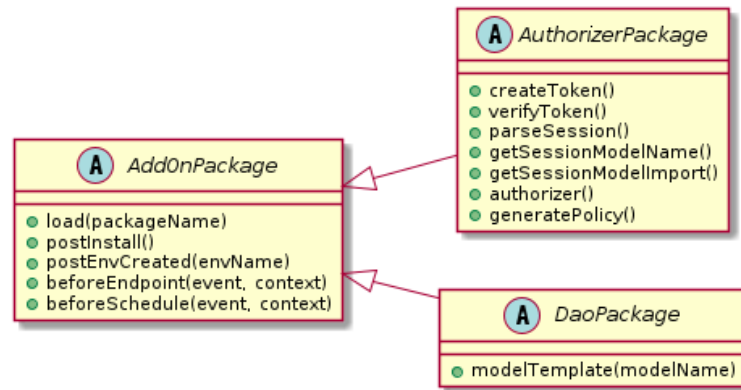 A AuthorizerPackage
createToken()
verifyToken()
parseSession()
getSessionModelName()
getSessionModelImport()
authorizer()
generatePolicy()
A AddOnPackage
load(packageName)
postInstall()
postEnvCreated(envName)
beforeEndpoint(event, context)
beforeSchedule(event, context)
A DaoPackage
modelTemplate(modelName)